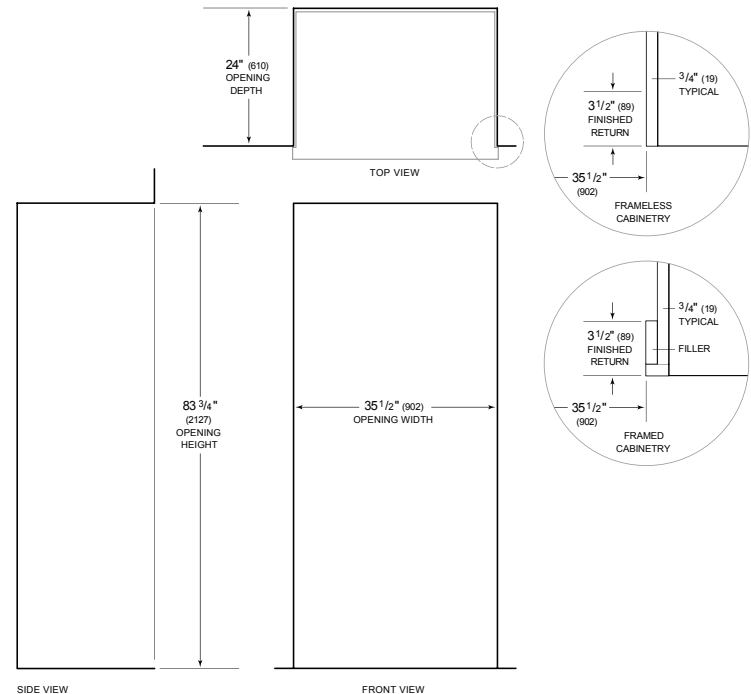 24" (610)
OPENING
DEPTH
TOP VIEW
3/4" (19)
TYPICAL
3 1/2" (89)
FINISHED
RETURN
35 1/2"
(902)
FRAMELESS
CABINETRY
3/4" (19)
TYPICAL
3 1/2" (89)
FINISHED
RETURN
FILLER
35 1/2"
(902)
FRAMED
CABINETRY
83 3/4"
(2127)
OPENING
HEIGHT
35 1/2" (902)
OPENING WIDTH
SIDE VIEW
FRONT VIEW